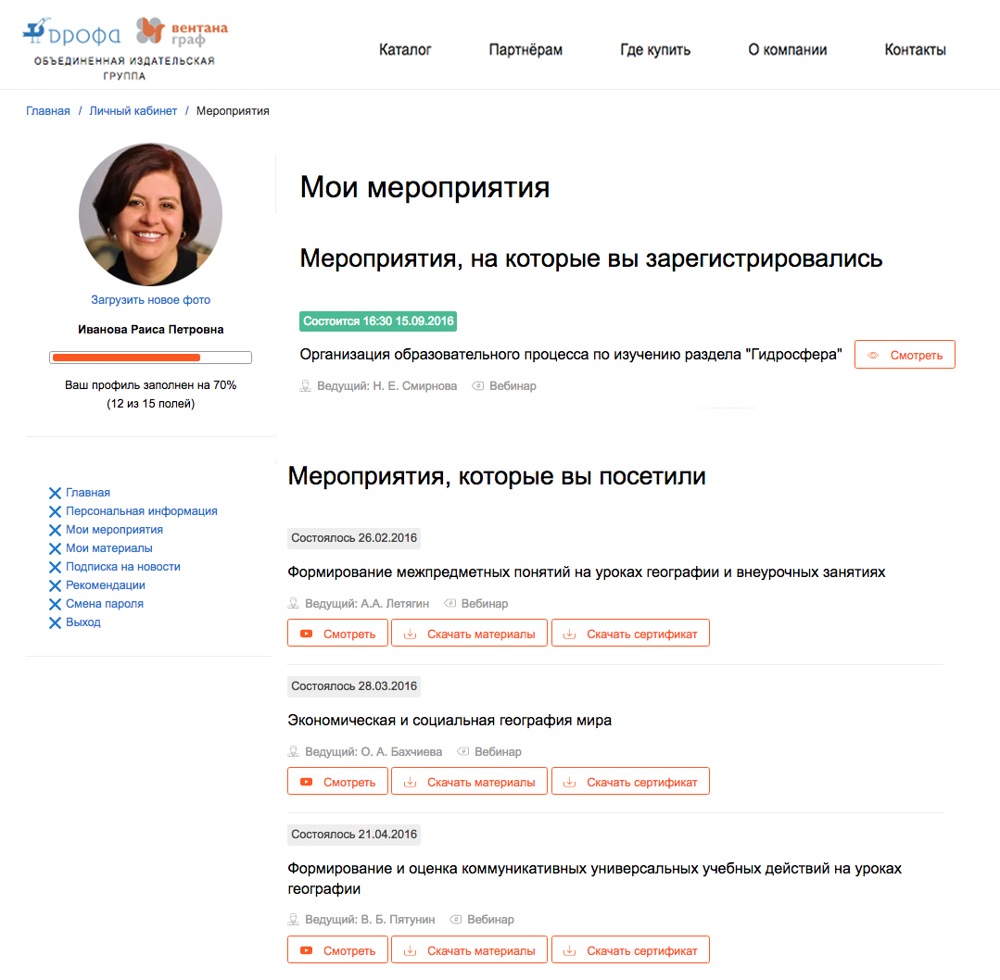 дрофа вентана
граф
ОБЪЕДИНЕННАЯ ИЗДАТЕЛЬСКАЯ
ГРУППА
Каталог Партнёрам Где купить О компании Контакты
Главная / Личный кабинет / Мероприятия
Загрузить новое фото
Иванова Раиса Петровна
Ваш профиль заполнен на 70%
(12 из 15 полей)
Главная
Персональная информация
Мои мероприятия
Мои материалы
Подписка на новости
Рекомендации
Смена пароля
Выход
Мои мероприятия
Мероприятия, на которые вы зарегистрировались
Состоится 16:30 15.09.2016
Организация образовательного процесса по изучению раздела "Гидросфера" Смотреть
Ведущий: Н. Е. Смирнова Вебинар
Мероприятия, которые вы посетили
Состоялось 26.02.2016
Формирование межпредметных понятий на уроках географии и внеурочных занятиях
Ведущий: А.А. Летягин Вебинар
Смотреть Скачать материалы Скачать сертификат
Состоялось 28.03.2016
Экономическая и социальная география мира
Ведущий: О. А. Бахчиева Вебинар
Смотреть Скачать материалы Скачать сертификат
Состоялось 21.04.2016
Формирование и оценка коммуникативных универсальных учебных действий на уроках
географии
Ведущий: В. Б. Пятунин Вебинар
Смотреть Скачать материалы Скачать сертификат